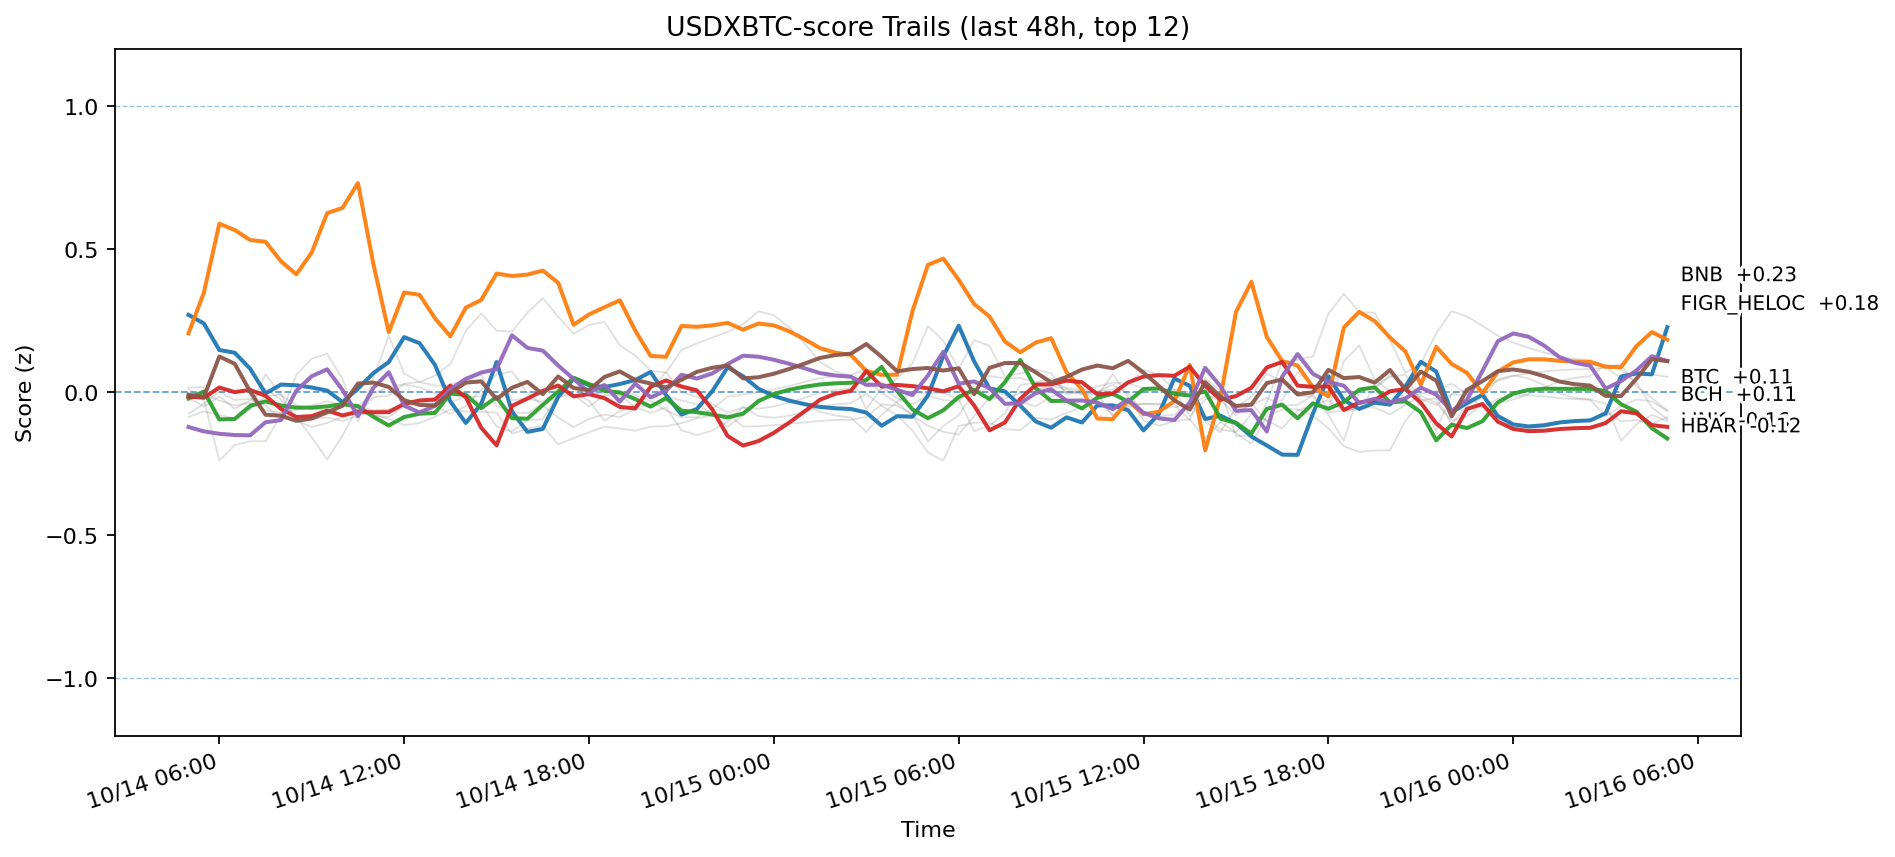 USDXBTC-score Trails (last 48h, top 12)
Score (z)
1.0
0.5
0.0
−0.5
−1.0
BNB +0.23
FIGR_HELOC +0.18
BTC +0.11
BCH +0.11
HBAR -0.12
10/14 06:00
10/14 12:00
10/14 18:00
10/15 00:00
10/15 06:00
10/15 12:00
10/15 18:00
10/16 00:00
10/16 06:00
Time